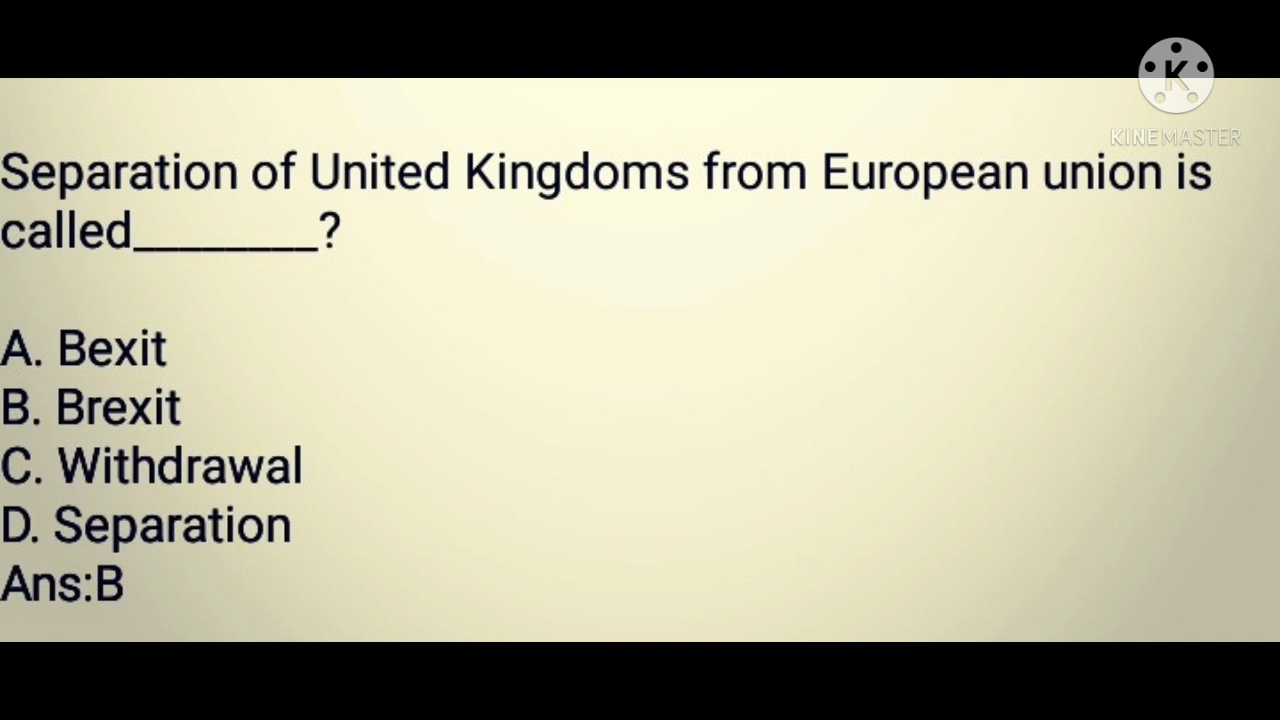 K
KINEMASTER
Separation of United Kingdoms from European union is
called________?
A. Bexit
B. Brexit
C. Withdrawal
D. Separation
Ans:B